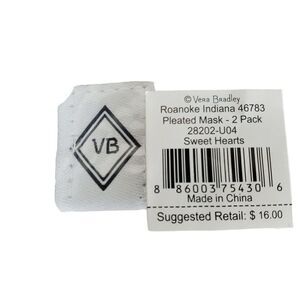 VB
© Vera Bradley
Roanoke Indiana 46783
Pleated Mask - 2 Pack
28202-U04
Sweet Hearts
8 86003 75430 6
Made in China
Suggested Retail: $ 16.00